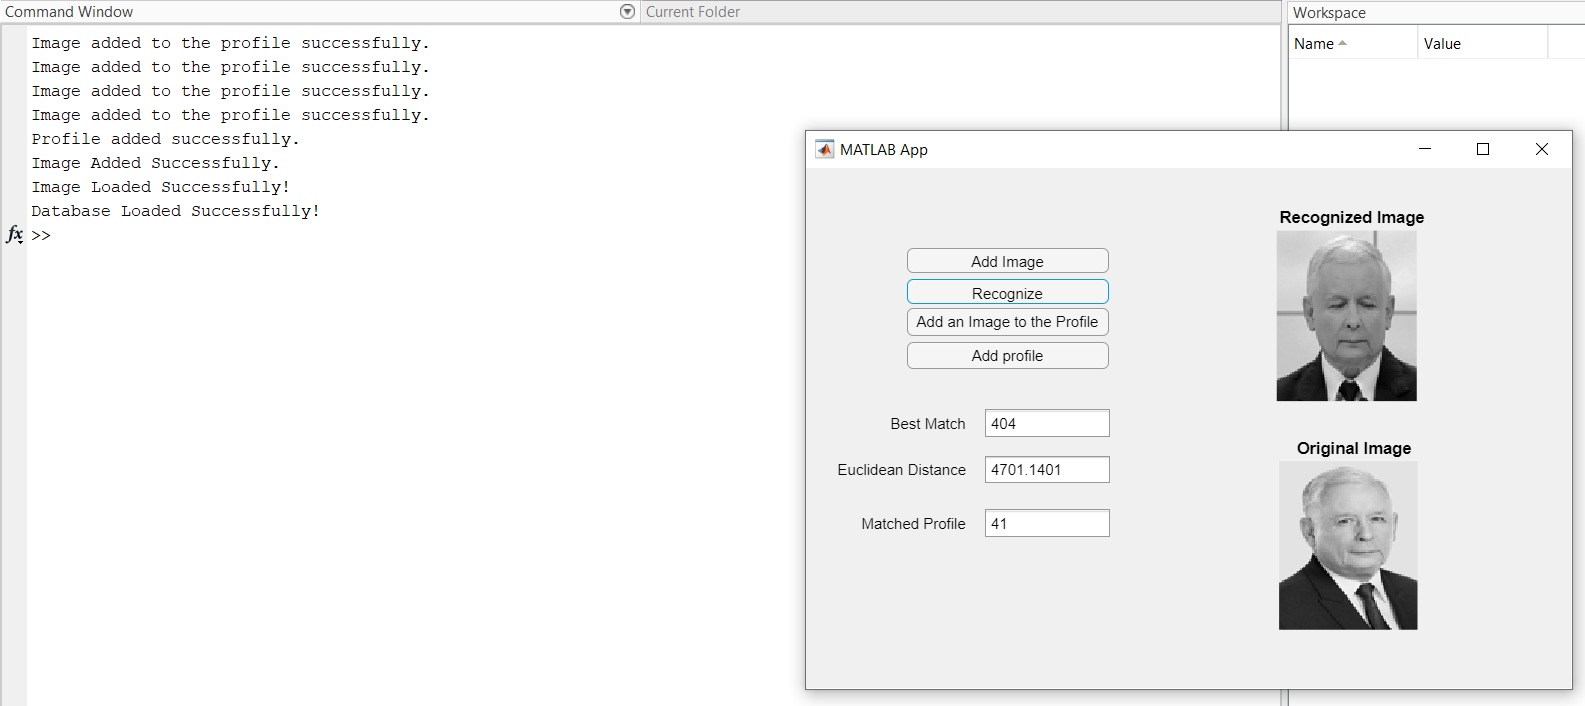 Command Window
Current Folder
Workspace
Name
Value
Image added to the profile successfully.
Image added to the profile successfully.
Image added to the profile successfully.
Image added to the profile successfully.
Profile added successfully.
Image Added Successfully.
Image Loaded Successfully!
Database Loaded Successfully!
fx >>
MATLAB App
Add Image
Recognize
Add an Image to the Profile
Add profile
Best Match 404
Euclidean Distance 4701.1401
Matched Profile 41
Recognized Image
Original Image